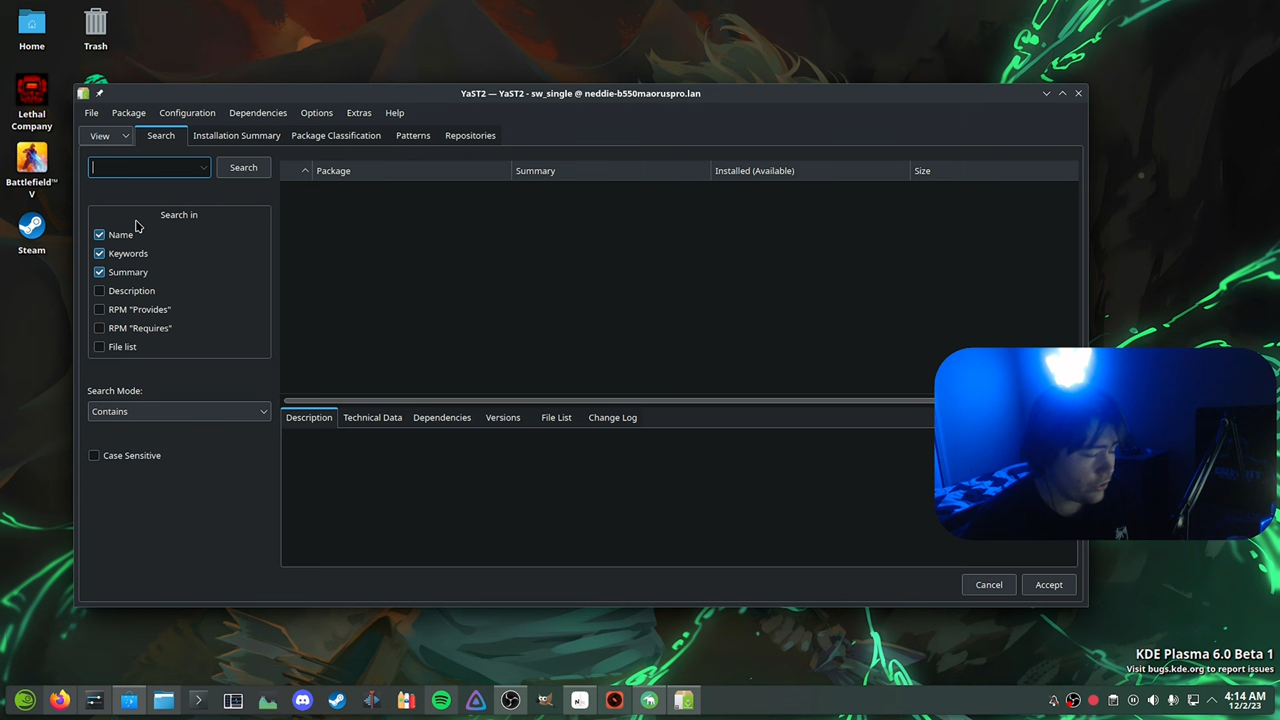 Home
Trash
Lethal
Company
Battlefield™
V
Steam
YaST2 — YaST2 - sw_single @ neddie-b550maoruspro.lan
File Package Configuration Dependencies Options Extras Help
View Search Installation Summary Package Classification Patterns Repositories
Search
Package Summary Installed (Available) Size
Search in
Name
Keywords
Summary
Description
RPM "Provides"
RPM "Requires"
File list
Search Mode:
Contains
Case Sensitive
Description Technical Data Dependencies Versions File List Change Log
Cancel Accept
KDE Plasma 6.0 Beta 1
Visit bugs.kde.org to report issues
4:14 AM
12/2/23